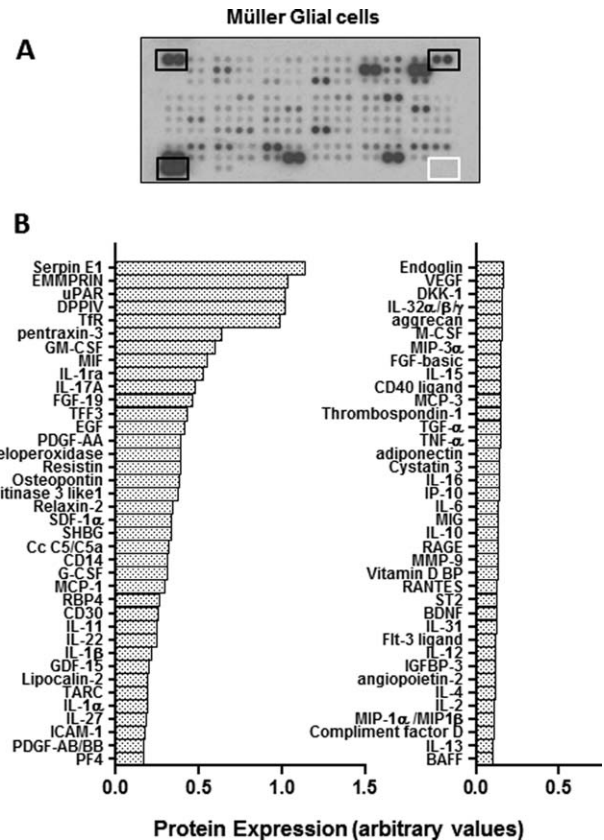 Müller Glial cells
A
B
Serpin E1
EMMPRIN
uPAR
DPPIV
TfR
pentraxin-3
GM-CSF
MIF
IL-1ra
IL-17A
FGF-19
TFF3
EGF
PDGF-AA
eloperoxidase
Resistin
Osteopontin
itinase 3 like1
Relaxin-2
SDF-1α
SHBG
Cc C5/C5a
CD14
G-CSF
MCP-1
RBP4
CD30
IL-11
IL-22
IL-1β
GDF-15
Lipocalin-2
TARC
IL-1α
IL-27
ICAM-1
PDGF-AB/BB
PF4
0.0 0.5 1.0 1.5
Endoglin
VEGF
DKK-1
IL-32α/β/γ
aggrecan
M-CSF
MIP-3α
FGF-basic
IL-15
CD40 ligand
MCP-3
Thrombospondin-1
TGF-α
TNF-α
adiponectin
Cystatin 3
IL-16
IP-10
IL-6
MIG
IL-10
RAGE
MMP-9
Vitamin D BP
RANTES
ST2
BDNF
IL-31
Flt-3 ligand
IL-12
IGFBP-3
angiopoietin-2
IL-4
IL-2
MIP-1α/MIP1β
Compliment factor D
IL-13
BAFF
0.0 0.5
Protein Expression (arbitrary values)